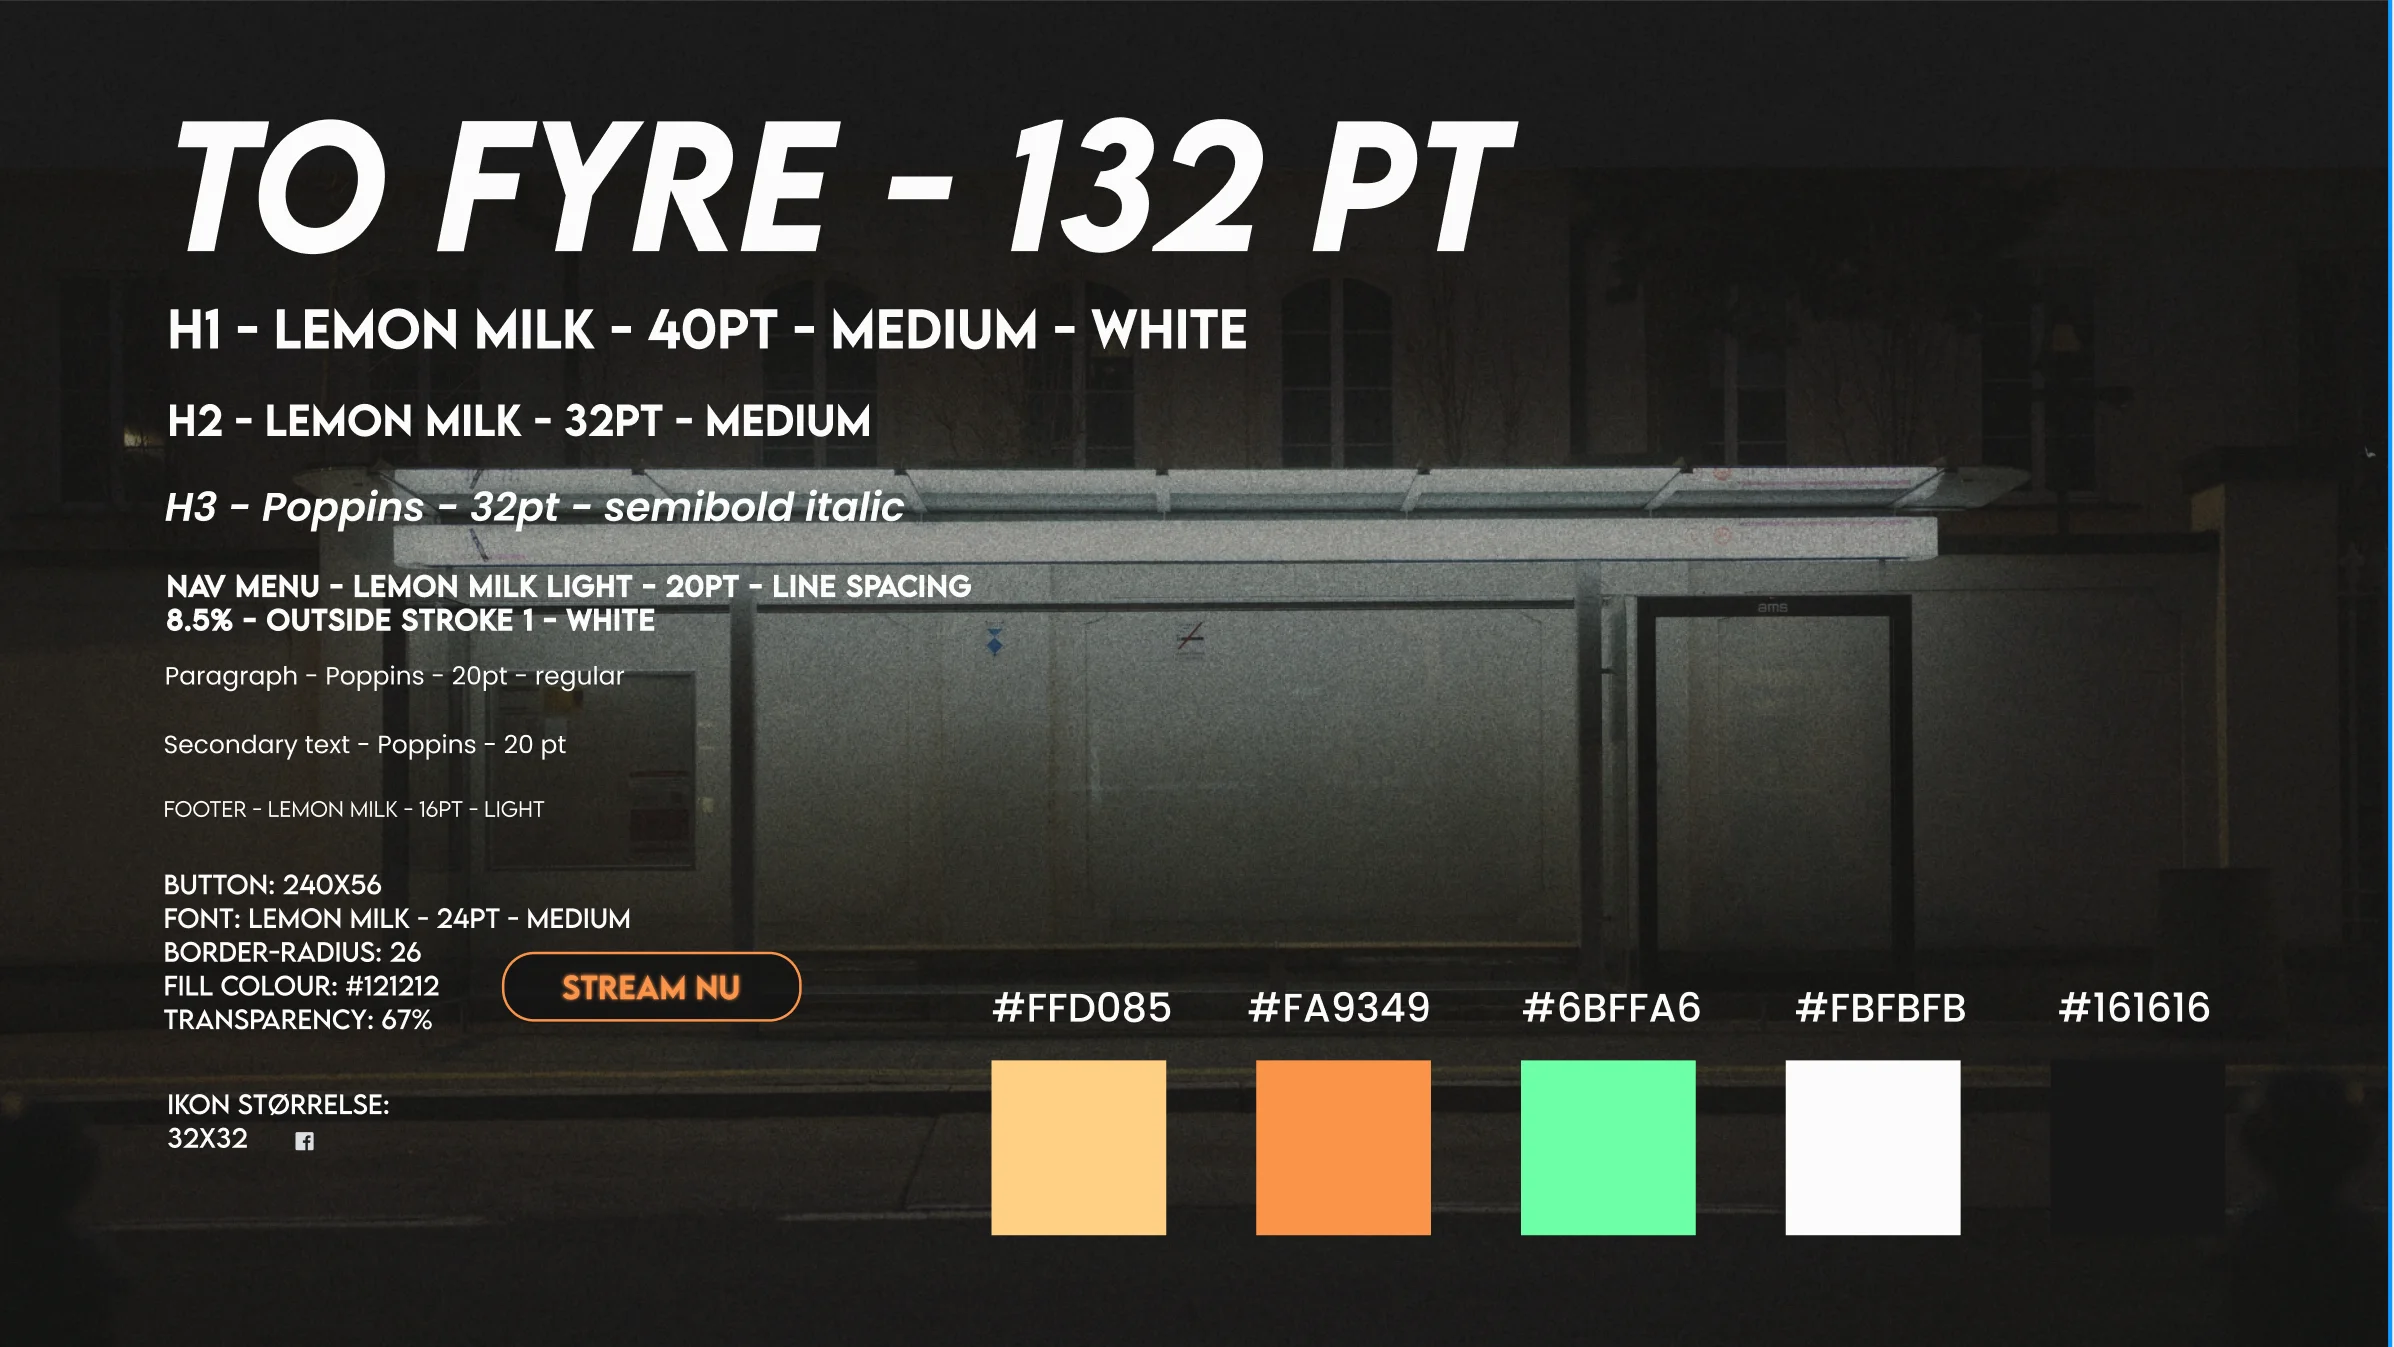 TO FYRE - 132 PT
H1 - LEMON MILK - 40PT - MEDIUM - WHITE
H2 - LEMON MILK - 32PT - MEDIUM
H3 - Poppins - 32pt - semibold italic
NAV MENU - LEMON MILK LIGHT - 20PT - LINE SPACING
8.5% - OUTSIDE STROKE 1 - WHITE
ams
Paragraph - Poppins - 20pt - regular
Secondary text - Poppins - 20 pt
FOOTER - LEMON MILK - 16PT - LIGHT
BUTTON: 240X56
FONT: LEMON MILK - 24PT - MEDIUM
BORDER-RADIUS: 26
FILL COLOUR: #121212
TRANSPARENCY: 67%
STREAM NU
#FFD085
#FA9349
#6BFFA6
#FBFBFB
#161616
IKON STØRRELSE:
32X32